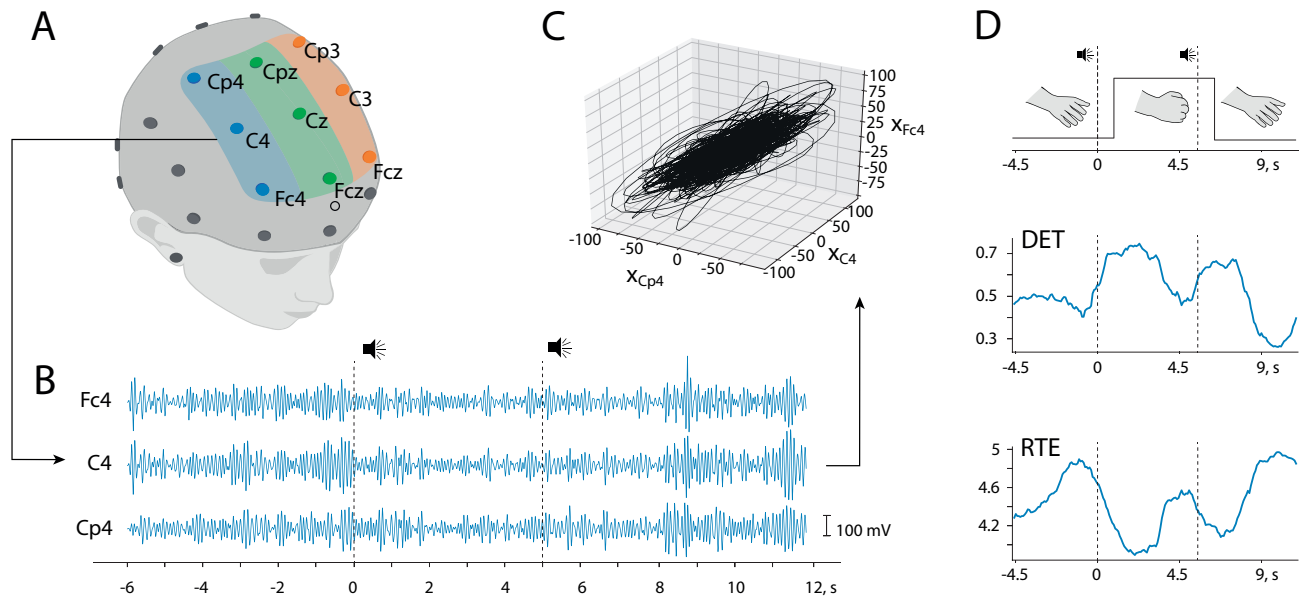 A
Cp3
Cpz
Cp4
C3
Cz
C4
Fcz
Fcz
Fc4
B
Fc4
C4
Cp4
100 mV
-6 -4 -2 0 2 4 6 8 10 12, s
C
100
75
50
25
0
-25
-50
-75
xFc4
-100 -50 0 -50 -100
xCp4
100
50
0
-50
xC4
D
-4.5 0 4.5 9, s
DET
0.7
0.5
0.3
-4.5 0 4.5 9, s
RTE
5
4.6
4.2
-4.5 0 4.5 9, s